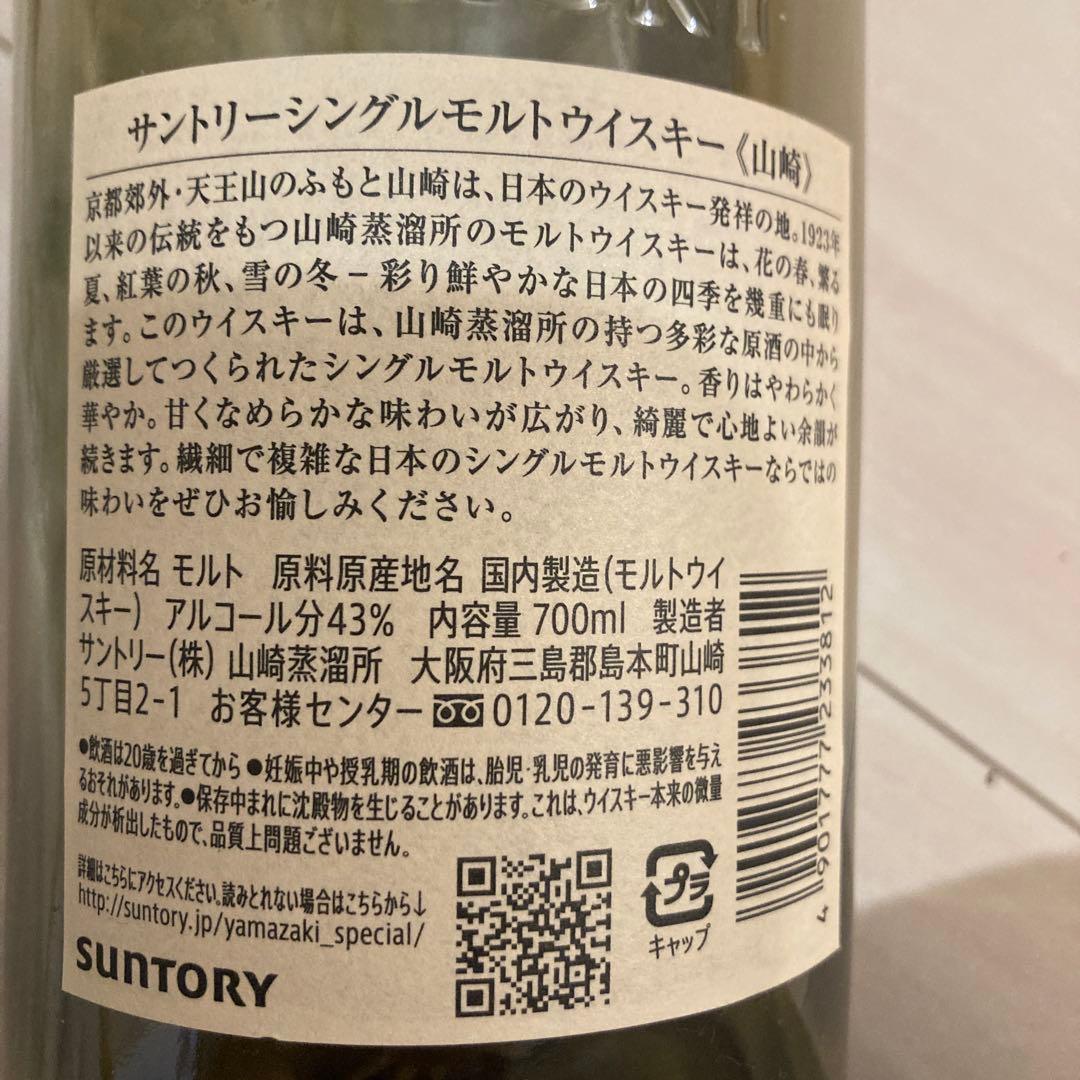 サントリーシングルモルトウイスキー《山崎》
京都郊外・天王山のふもと山崎は、日本のウイスキー発祥の地。1923年
以来の伝統をもつ山崎蒸溜所のモルトウイスキーは、花の春、繁る
夏、紅葉の秋、雪の冬－彩り鮮やかな日本の四季を幾重にも眠り
ます。このウイスキーは、山崎蒸溜所の持つ多彩な原酒の中から
厳選してつくられたシングルモルトウイスキー。香りはやわらかく
華やか。甘くなめらかな味わいが広がり、綺麗で心地よい余韻が
続きます。繊細で複雑な日本のシングルモルトウイスキーならではの
味わいをぜひお愉しみください。
原材料名 モルト 原料原産地名 国内製造(モルトウイ
スキー) アルコール分43% 内容量 700ml 製造者
サントリー(株) 山崎蒸溜所 大阪府三島郡島本町山崎
5丁目2-1 お客様センター 0120-139-310
●飲酒は20歳を過ぎてから ●妊娠中や授乳期の飲酒は、胎児・乳児の発育に悪影響を与え
るおそれがあります。●保存中まれに沈殿物を生じることがあります。これは、ウイスキー本来の微量
成分が析出したもので、品質上問題ございません。
詳細はこちらにアクセスください。読みとれない場合はこちらから↓
http://suntory.jp/yamazaki_special/
SUNTORY
プラ
キャップ
4 901777 233812